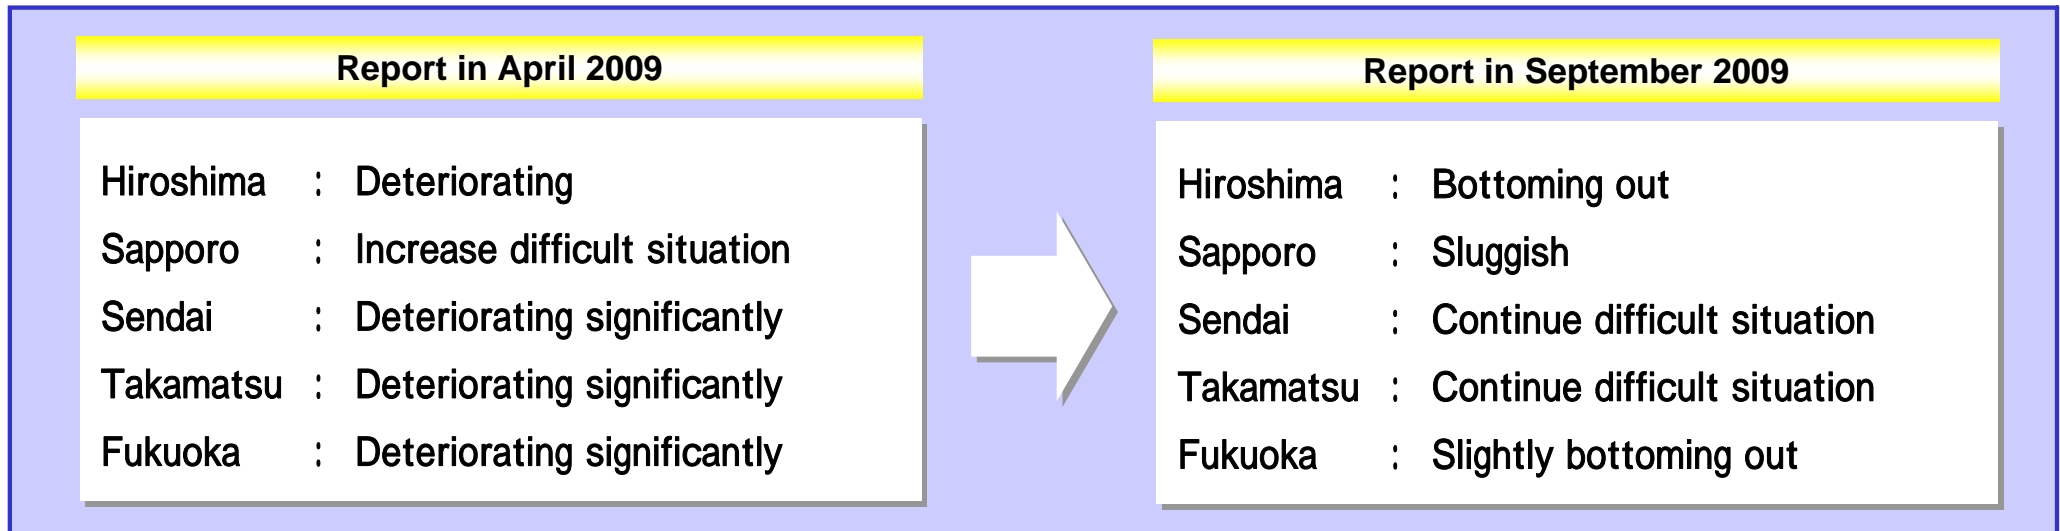 Report in April 2009
Hiroshima : Deteriorating
Sapporo : Increase difficult situation
Sendai : Deteriorating significantly
Takamatsu : Deteriorating significantly
Fukuoka : Deteriorating significantly
Report in September 2009
Hiroshima : Bottoming out
Sapporo : Sluggish
Sendai : Continue difficult situation
Takamatsu : Continue difficult situation
Fukuoka : Slightly bottoming out